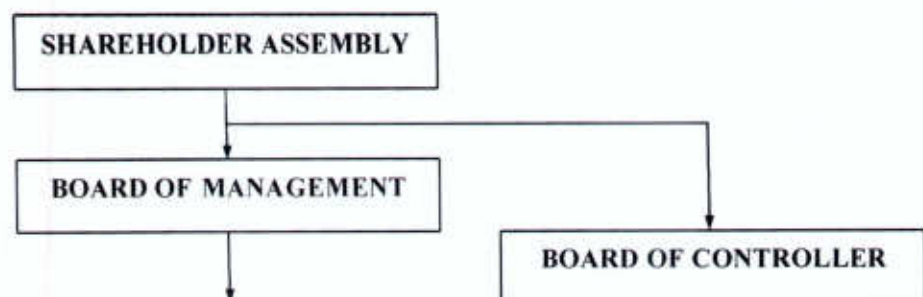 SHAREHOLDER ASSEMBLY
BOARD OF MANAGEMENT
BOARD OF CONTROLLER